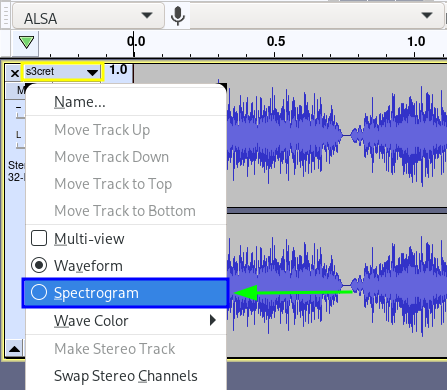 ALSA
0.0 0.5 1.0
s3cret 1.0
Name...
Move Track Up
Move Track Down
Move Track to Top
Move Track to Bottom
Multi-view
Waveform
Spectrogram
Wave Color
Make Stereo Track
Swap Stereo Channels
M
L
Ster
32-